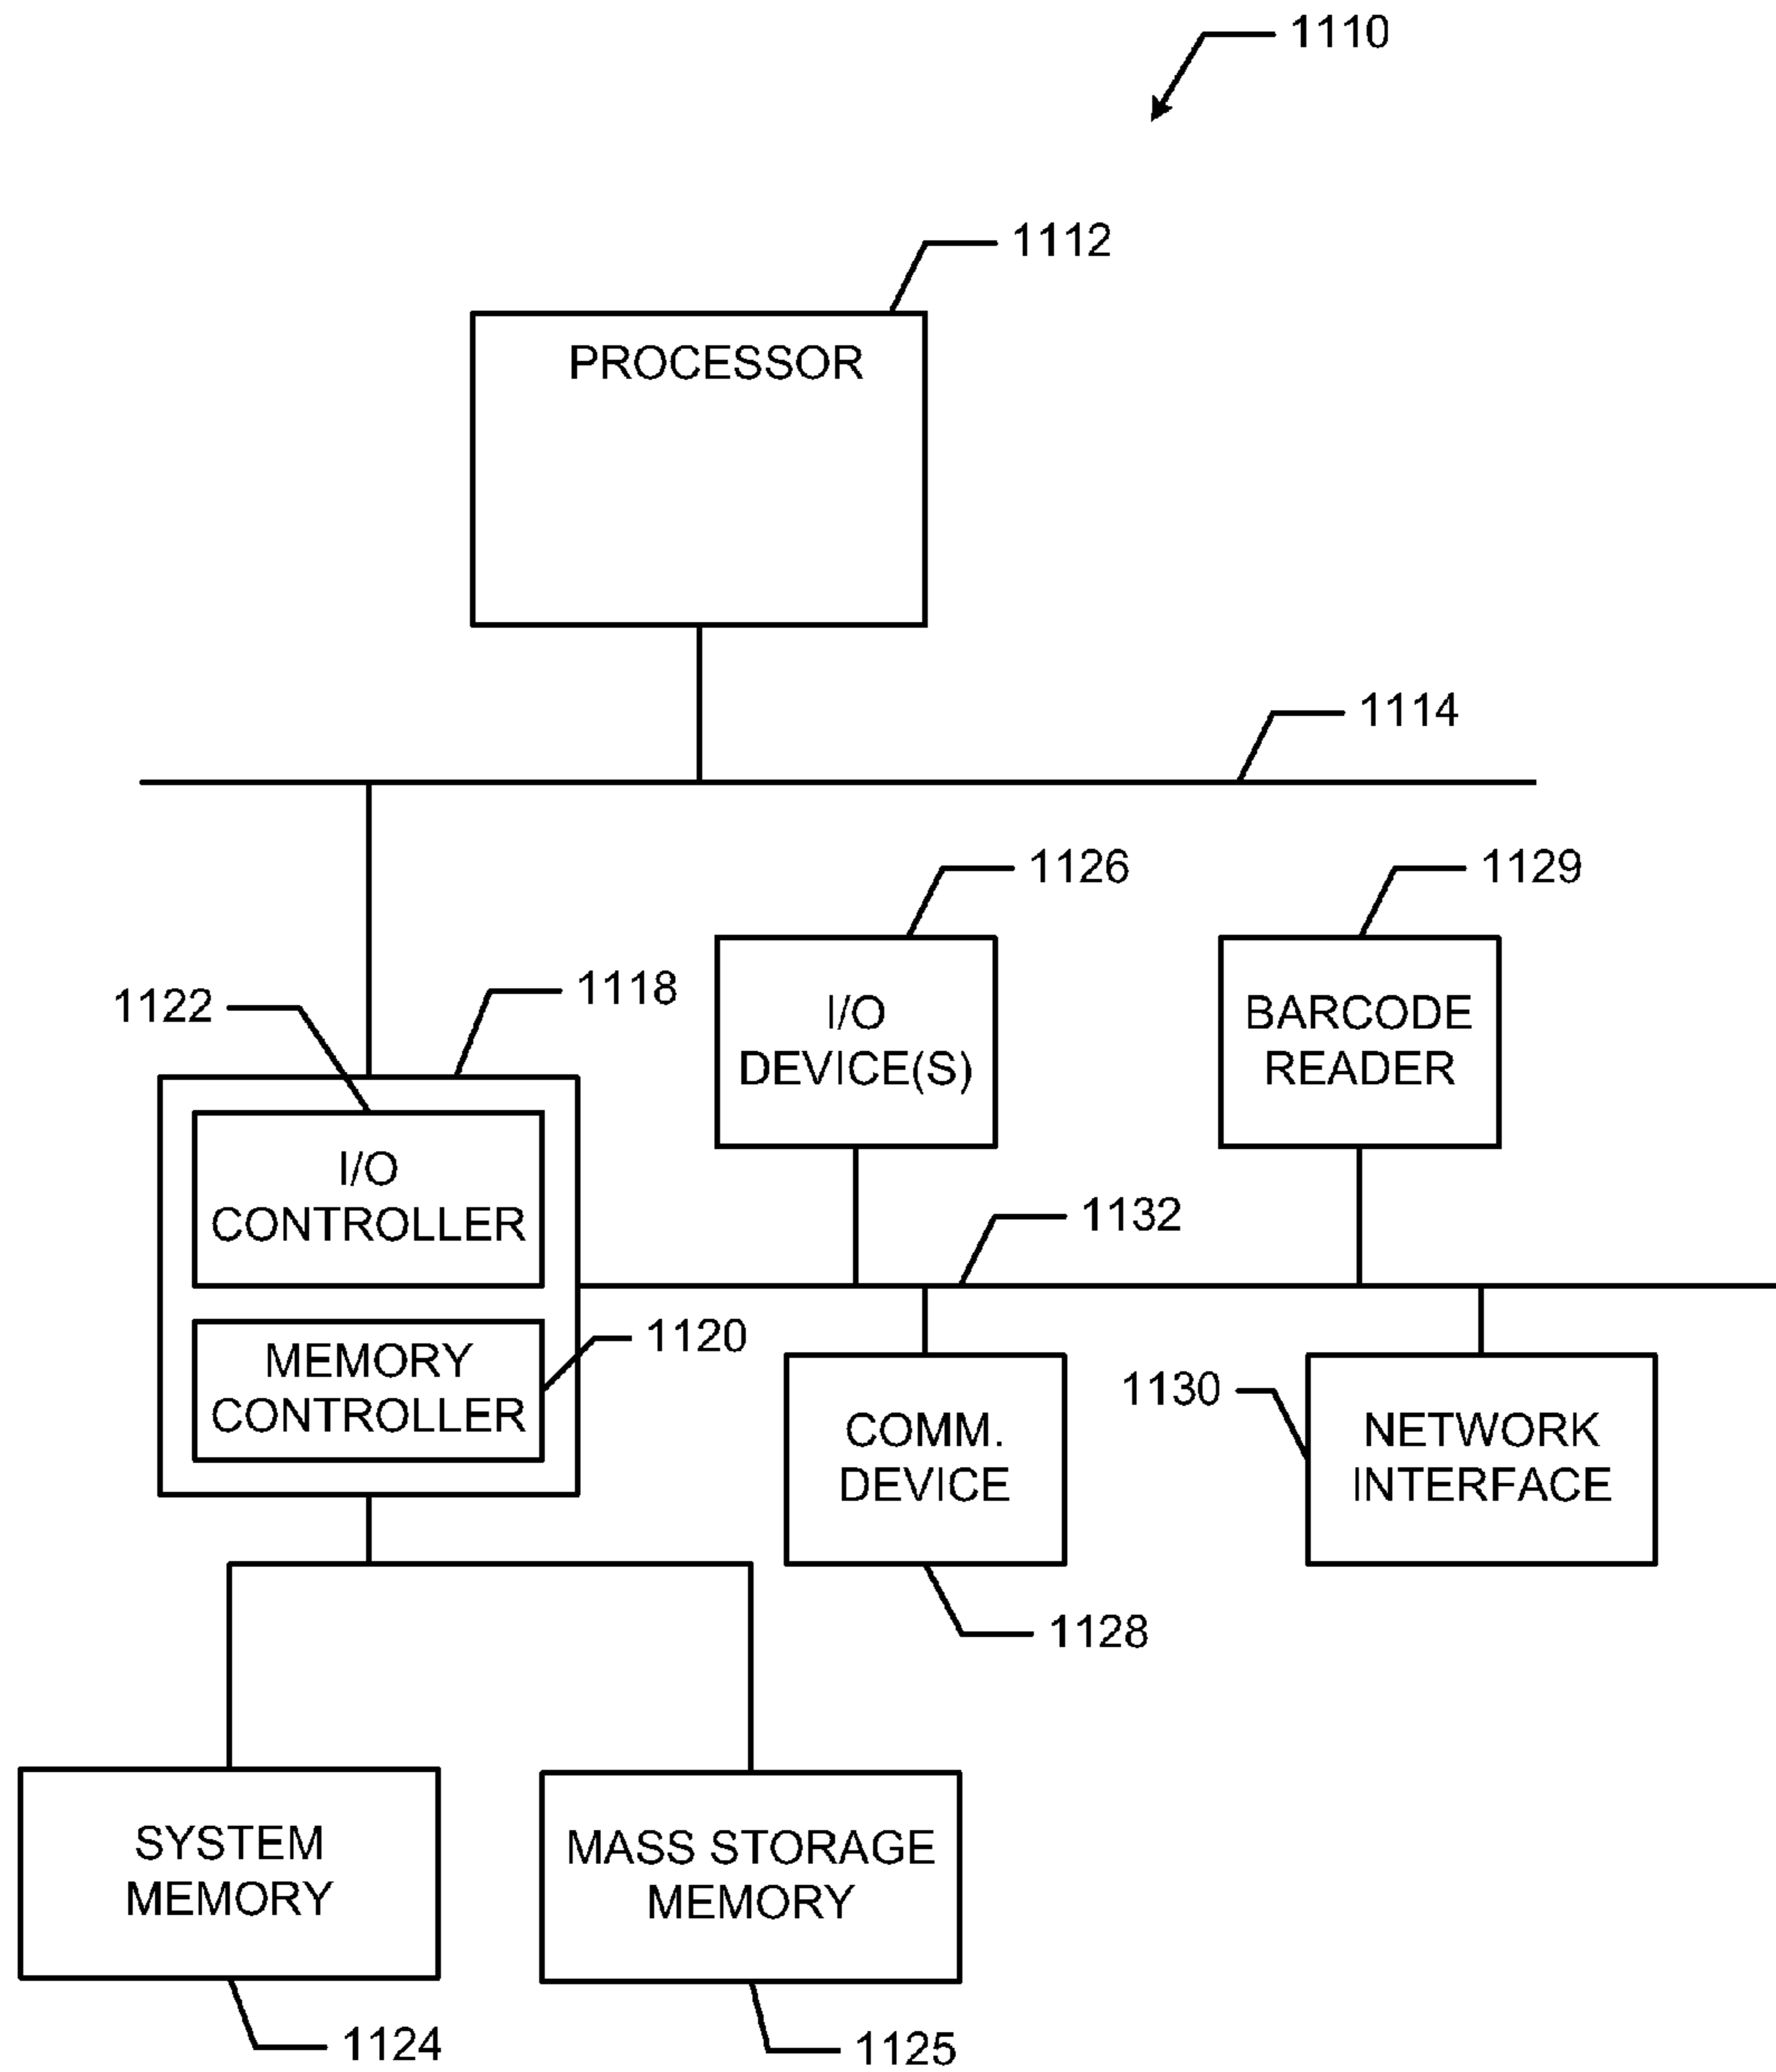 1110
1112
PROCESSOR
1114
1126
1129
1122
1118
I/O
DEVICE(S)
BARCODE
READER
I/O
CONTROLLER
1132
1120
MEMORY
CONTROLLER
1130
COMM.
DEVICE
NETWORK
INTERFACE
1128
SYSTEM
MEMORY
MASS STORAGE
MEMORY
1124
1125